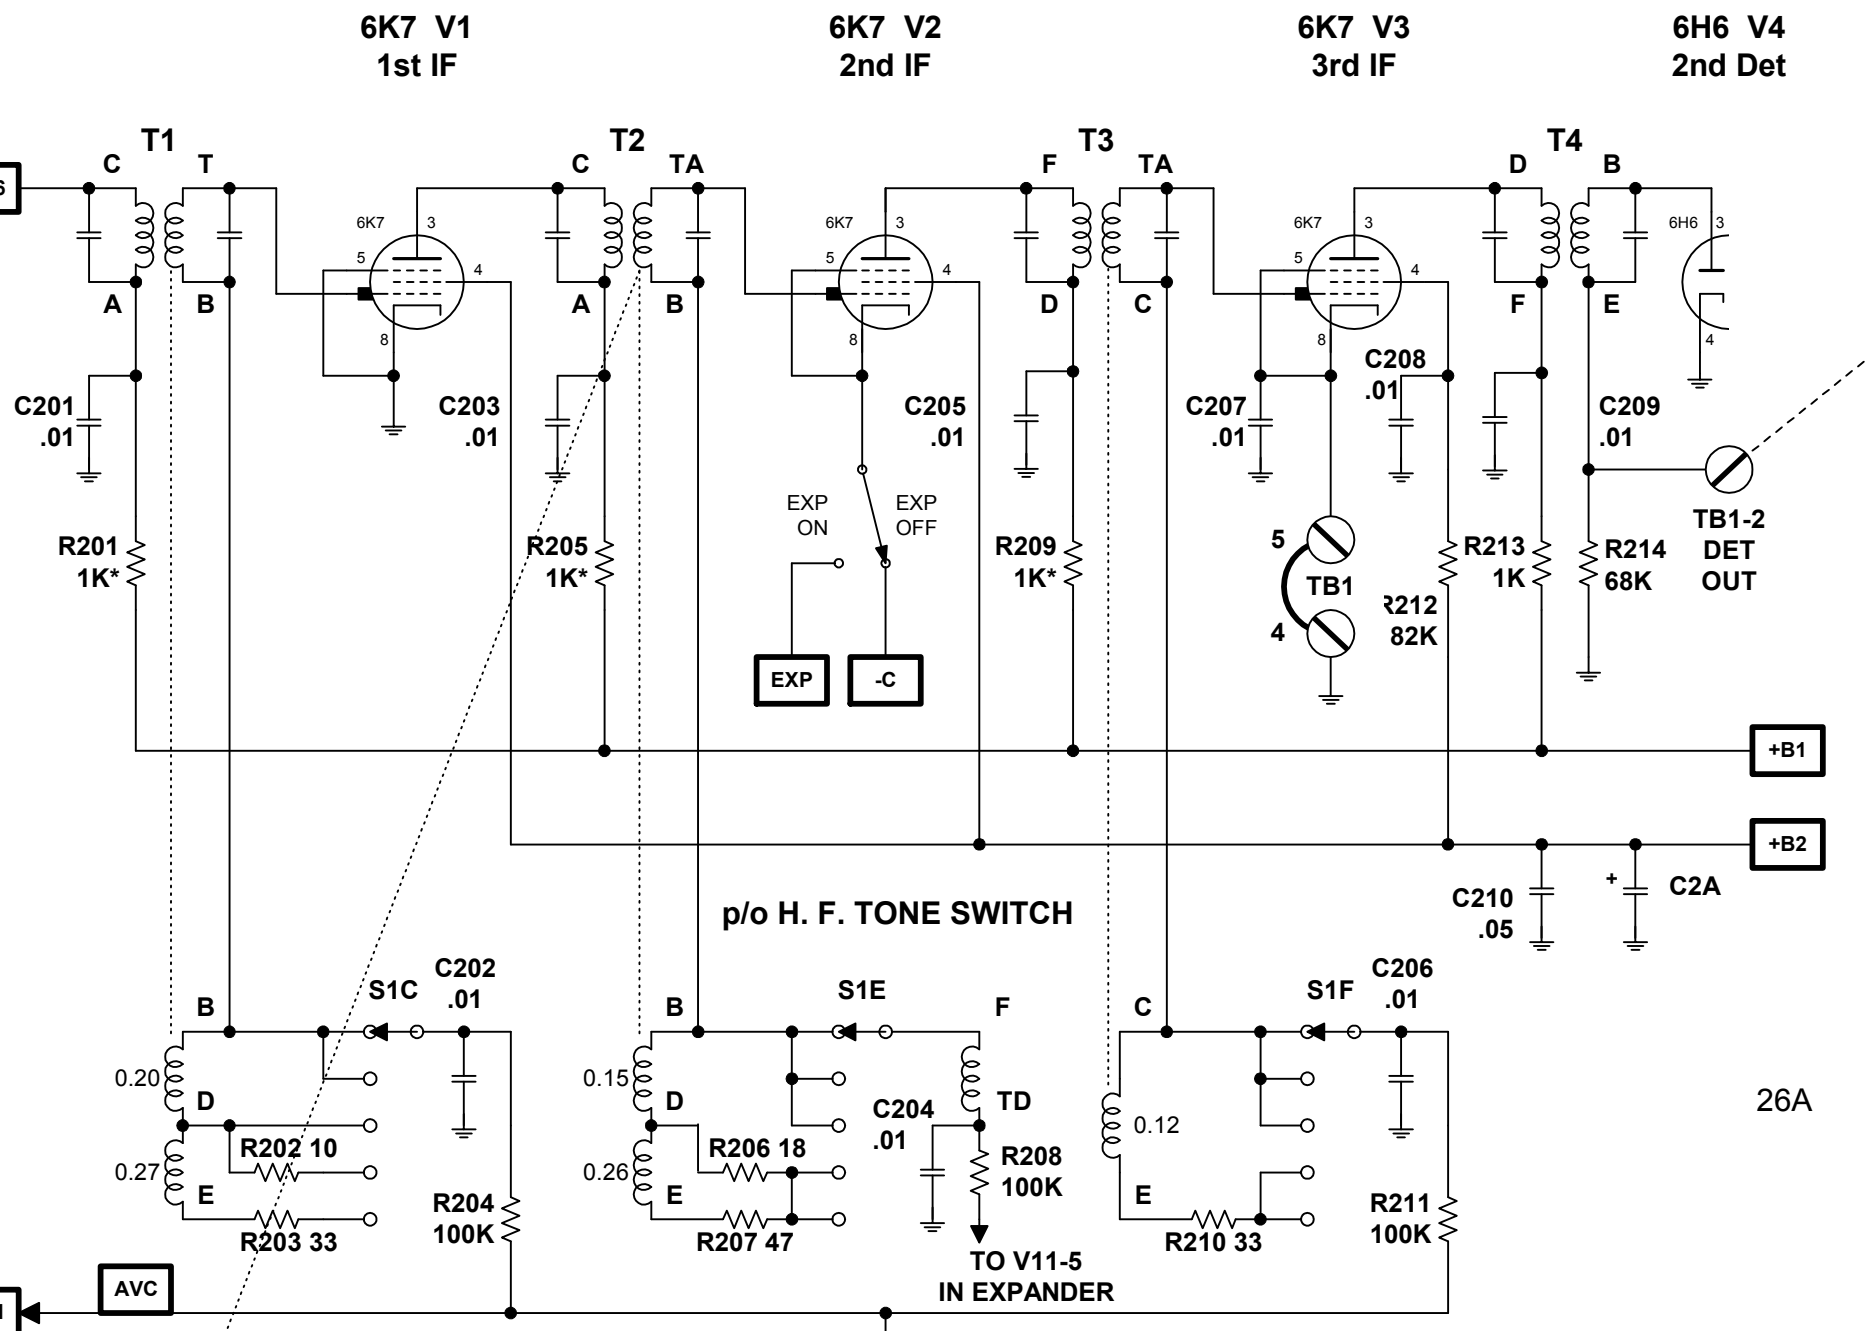 6K7 V1
1st IF
6K7 V2
2nd IF
6K7 V3
3rd IF
6H6 V4
2nd Det
T1
T2
T3
T4
C
T
C
TA
F
TA
D
B
6K7
3
6K7
3
6K7
3
6H6
3
5
4
5
4
5
4
A
B
A
B
D
C
F
E
8
8
8
4
C201
.01
C203
.01
C205
.01
C207
.01
C208
.01
C209
.01
EXP
ON
EXP
OFF
R201
1K*
R205
1K*
R209
1K*
5
TB1
4
R212
82K
R213
1K
R214
68K
TB1-2
DET
OUT
EXP
-C
+B1
+B2
p/o H. F. TONE SWITCH
C210
.05
+
C2A
B
S1C
C202
.01
B
S1E
F
C
S1F
C206
.01
0.20
D
0.15
D
C204
.01
TD
0.12
26A
R202 10
0.27
E
R206 18
0.26
E
R208
100K
E
R204
100K
R211
100K
R203 33
R207 47
R210 33
TO V11-5
IN EXPANDER
AVC